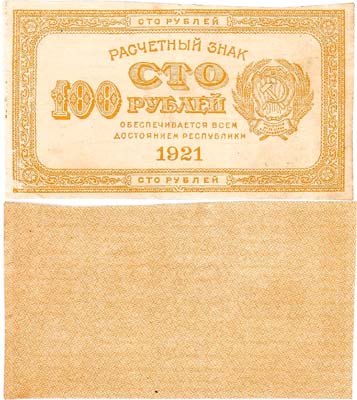 СТО РУБЛЕЙ
РАСЧЕТНЫЙ ЗНАК
СТО
100 РУБЛЕЙ
ОБЕСПЕЧИВАЕТСЯ ВСЕМ
ДОСТОЯНИЕМ РЕСПУБЛИКИ
1921
СТО РУБЛЕЙ